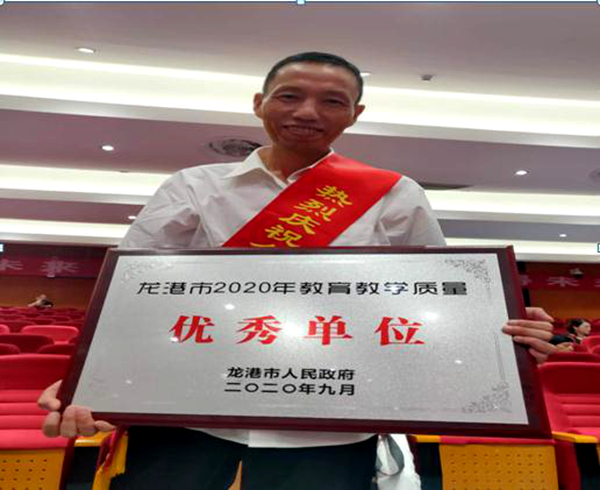 热烈庆祝
龙港市2020年教育教学质量
优秀单位
龙港市人民政府
二〇二〇年九月